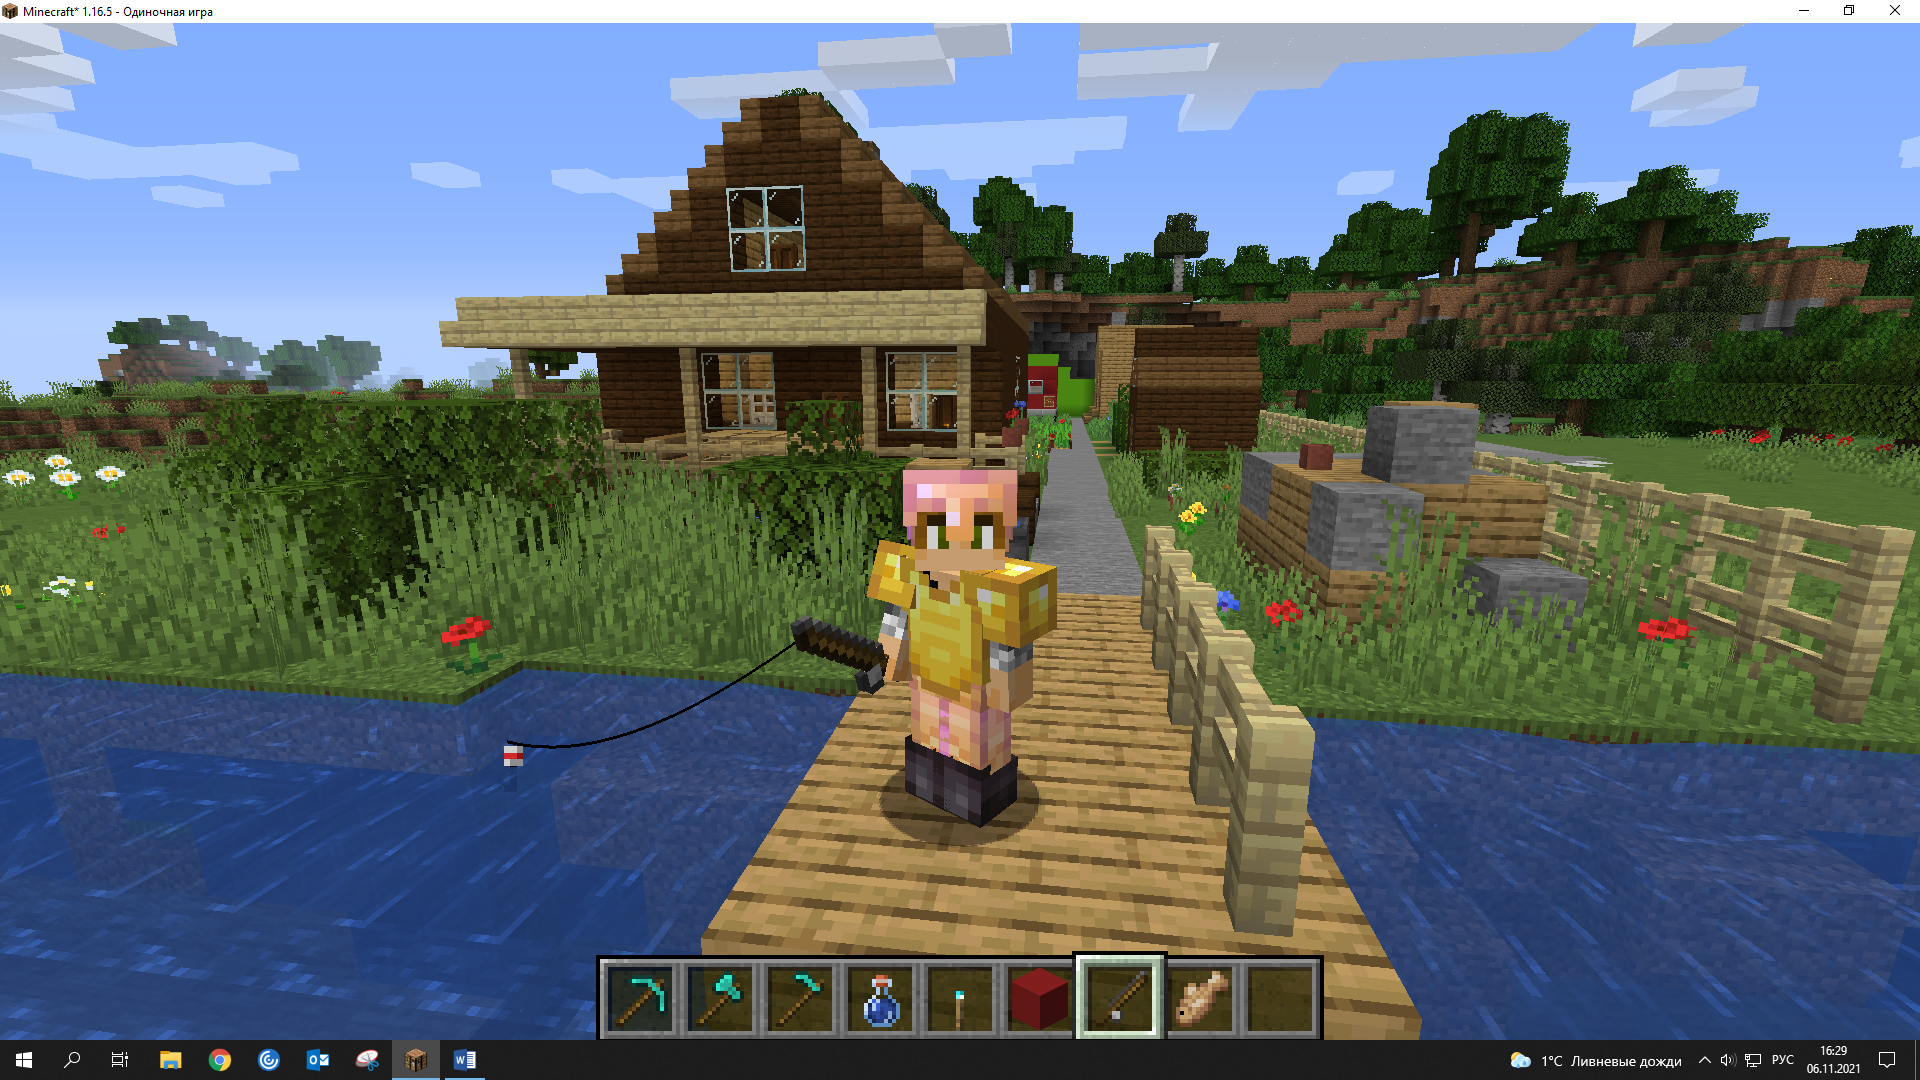 Minecraft* 1.16.5 - Одиночная игра
1°C Ливневые дожди
РУС
16:29
06.11.2021